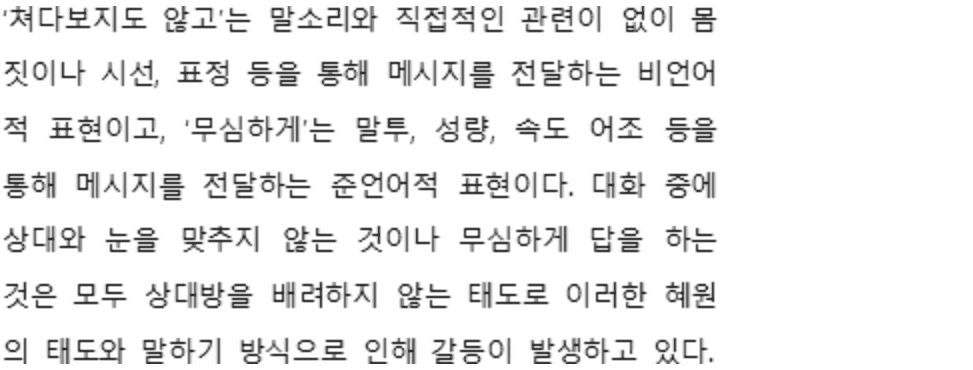 ‘쳐다보지도 않고’는 말소리와 직접적인 관련이 없이 몸
짓이나 시선, 표정 등을 통해 메시지를 전달하는 비언어
적 표현이고, ‘무심하게’는 말투, 성량, 속도 어조 등을
통해 메시지를 전달하는 준언어적 표현이다. 대화 중에
상대와 눈을 맞추지 않는 것이나 무심하게 답을 하는
것은 모두 상대방을 배려하지 않는 태도로 이러한 혜원
의 태도와 말하기 방식으로 인해 갈등이 발생하고 있다.